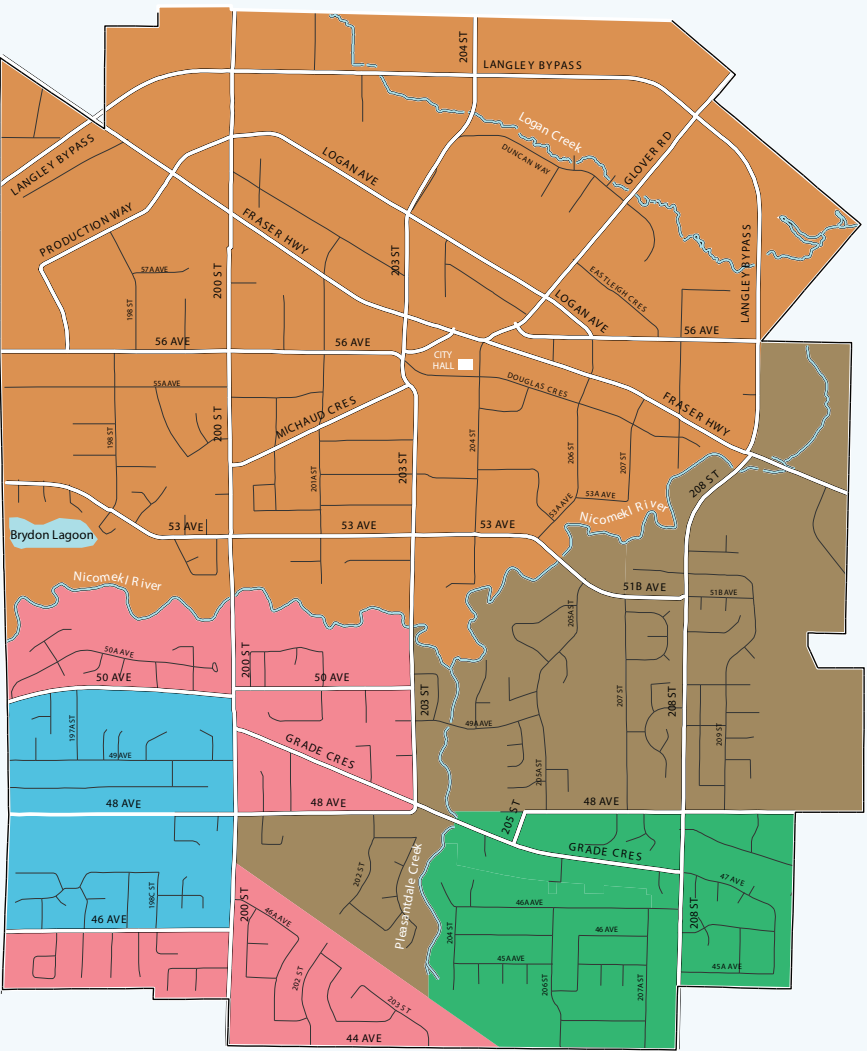 204 ST
LANGLEY BYPASS
Logan Creek
LANGLEY BYPASS
LOGAN AVE
DUNCAN WAY
GLOVER RD
PRODUCTION WAY
FRASER HWY
203 ST
LANGLEY BYPASS
57A AVE
200 ST
EASTLEIGH CRES
198 ST
LOGAN AVE
56 AVE
56 AVE
56 AVE
CITY
HALL
55A AVE
DOUGLAS CRES
MICHAUD CRES
FRASER HWY
200 ST
198 ST
204 ST
206 ST
207 ST
201A ST
203 ST
208 ST
53A AVE
53A AVE
Nicomekl River
53 AVE
53 AVE
53 AVE
Brydon Lagoon
Nicomekl River
51B AVE
51B AVE
205A ST
50A AVE
200 ST
50 AVE
50 AVE
203 ST
207 ST
208 ST
197A ST
49A AVE
209 ST
GRADE CRES
49 AVE
205A ST
48 AVE
48 AVE
48 AVE
205 ST
GRADE CRES
202 ST
Pleasantdale Creek
47 AVE
198C ST
200 ST
46A AVE
46A AVE
208 ST
46 AVE
204 ST
46 AVE
45A AVE
45A AVE
202 ST
206 ST
207A ST
203 ST
44 AVE